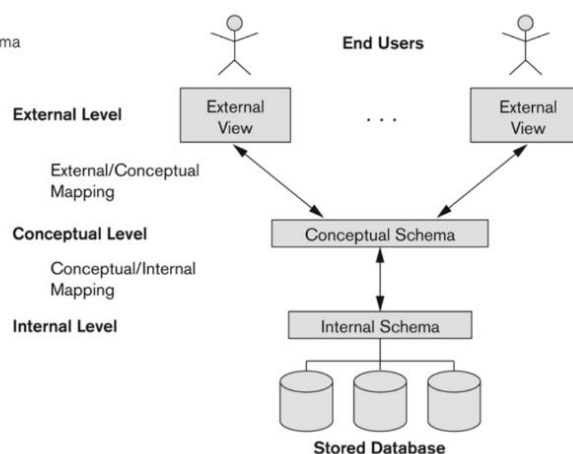 ma
End Users
External Level
External
View
. . .
External
View
External/Conceptual
Mapping
Conceptual Level
Conceptual Schema
Conceptual/Internal
Mapping
Internal Level
Internal Schema
Stored Database